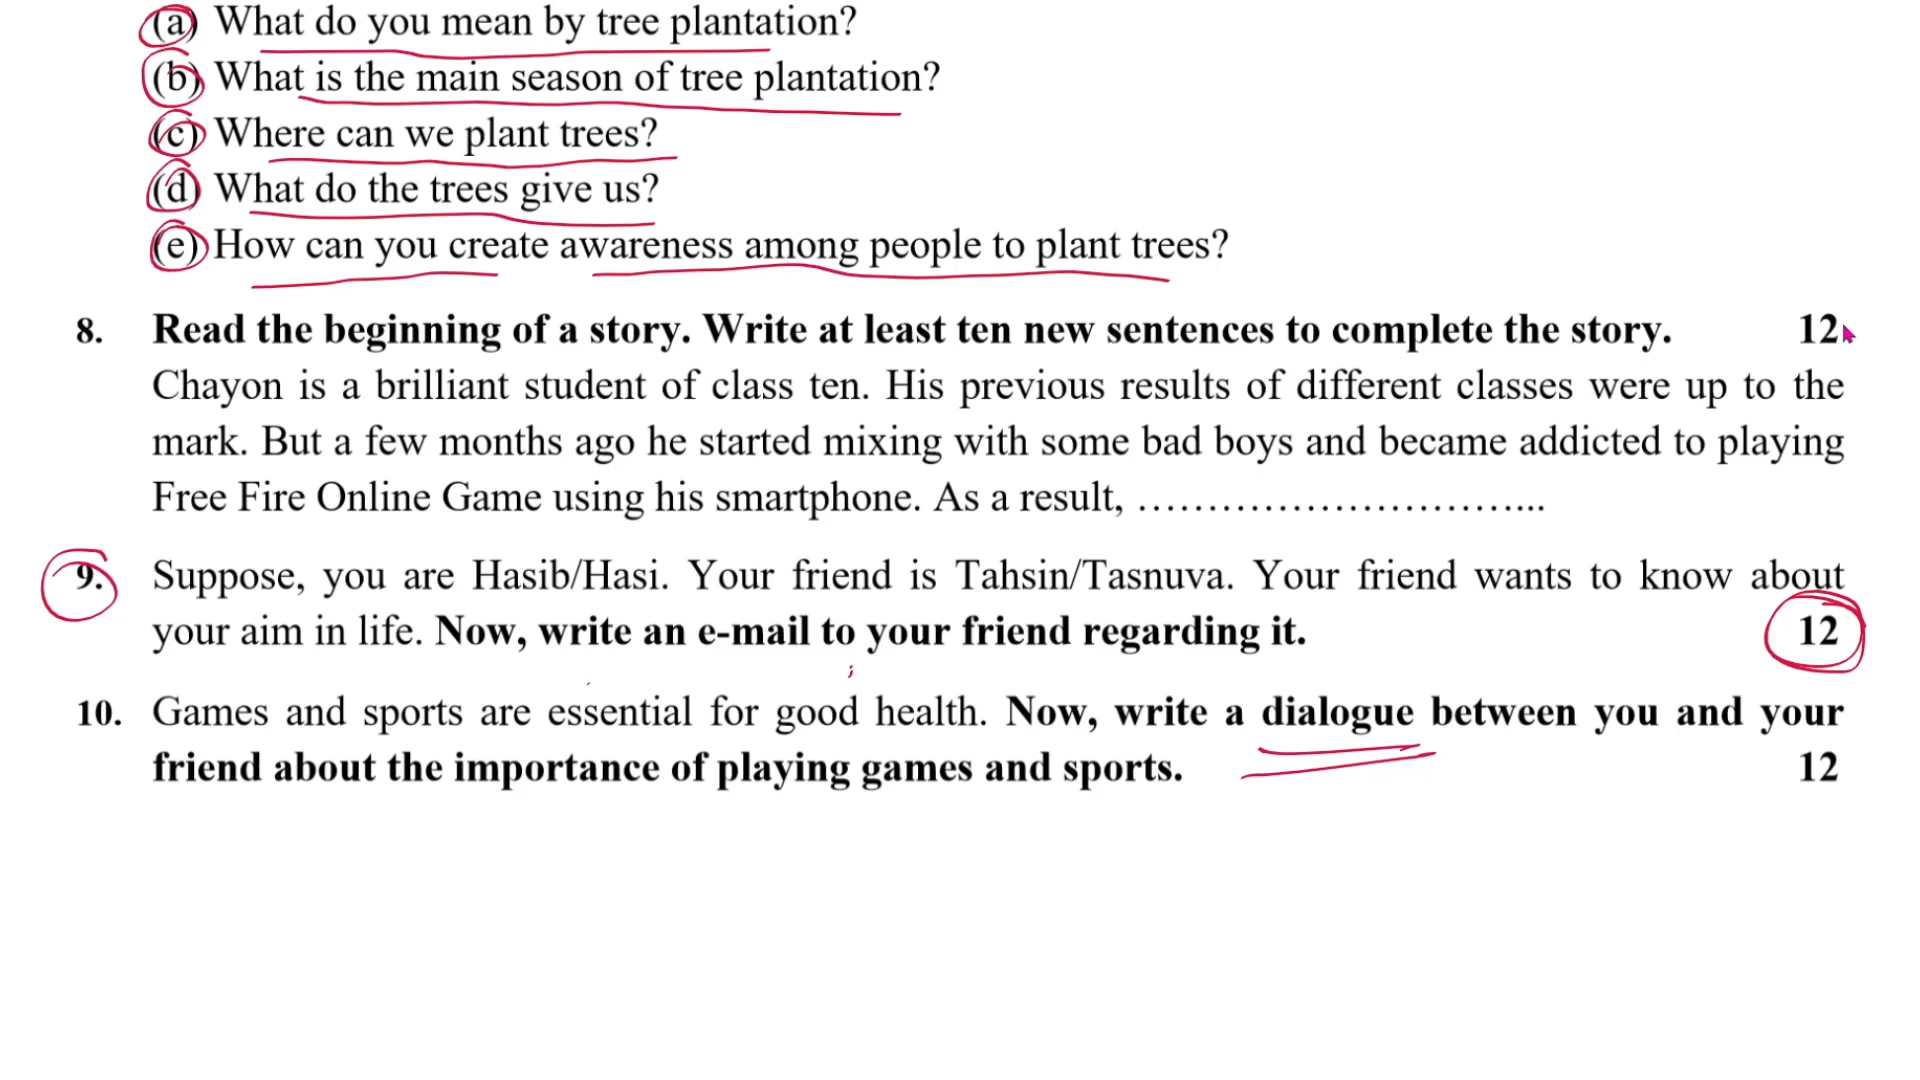 (a) What do you mean by tree plantation?
(b) What is the main season of tree plantation?
(c) Where can we plant trees?
(d) What do the trees give us?
(e) How can you create awareness among people to plant trees?
8. Read the beginning of a story. Write at least ten new sentences to complete the story. 12
Chayon is a brilliant student of class ten. His previous results of different classes were up to the
mark. But a few months ago he started mixing with some bad boys and became addicted to playing
Free Fire Online Game using his smartphone. As a result, ……………………………...
9. Suppose, you are Hasib/Hasi. Your friend is Tahsin/Tasnuva. Your friend wants to know about
your aim in life. Now, write an e-mail to your friend regarding it. 12
10. Games and sports are essential for good health. Now, write a dialogue between you and your
friend about the importance of playing games and sports. 12